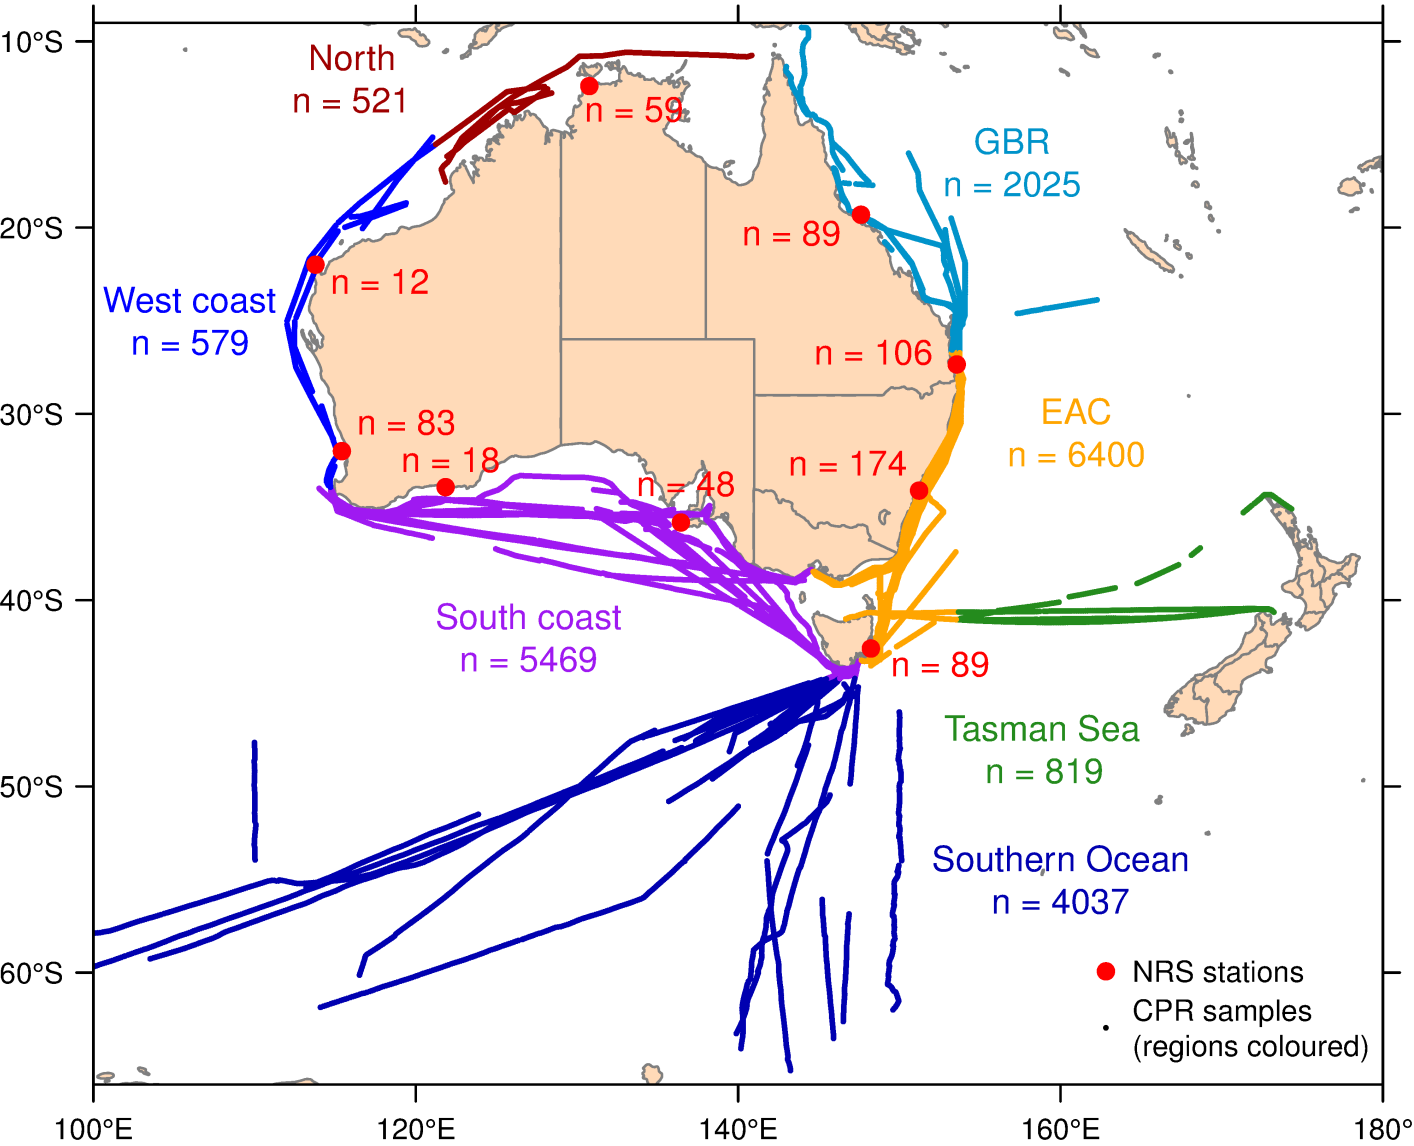 10°S
20°S
30°S
40°S
50°S
60°S
North
n = 521
n = 59
GBR
n = 2025
n = 89
n = 12
West coast
n = 579
n = 106
EAC
n = 6400
n = 83
n = 18
n = 174
n = 48
South coast
n = 5469
n = 89
Tasman Sea
n = 819
Southern Ocean
n = 4037
NRS stations
CPR samples
(regions coloured)
100°E
120°E
140°E
160°E
180°